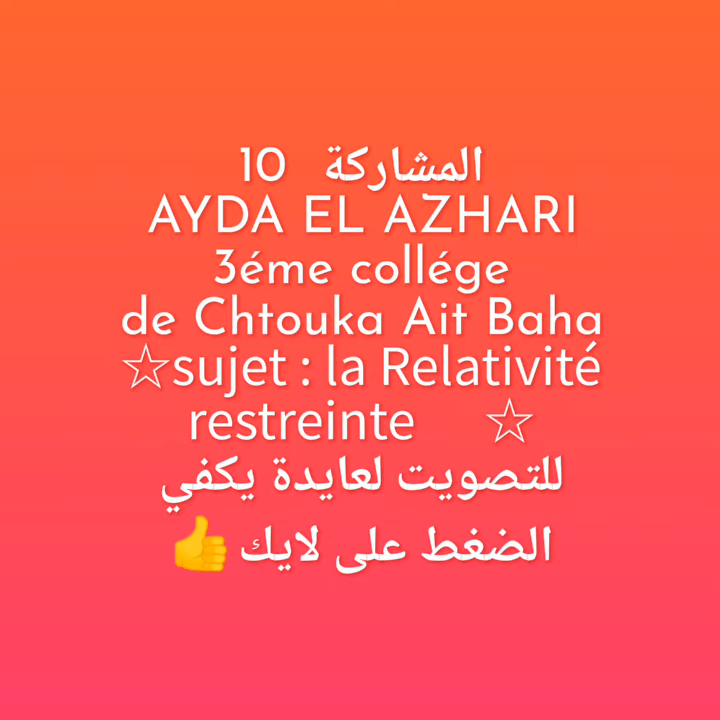 المشاركة 10
AYDA EL AZHARI
3éme collége
de Chtouka Ait Baha
☆sujet : la Relativité
restreinte ☆
للتصويت لعايدة يكفي
الضغط على لايك 👍